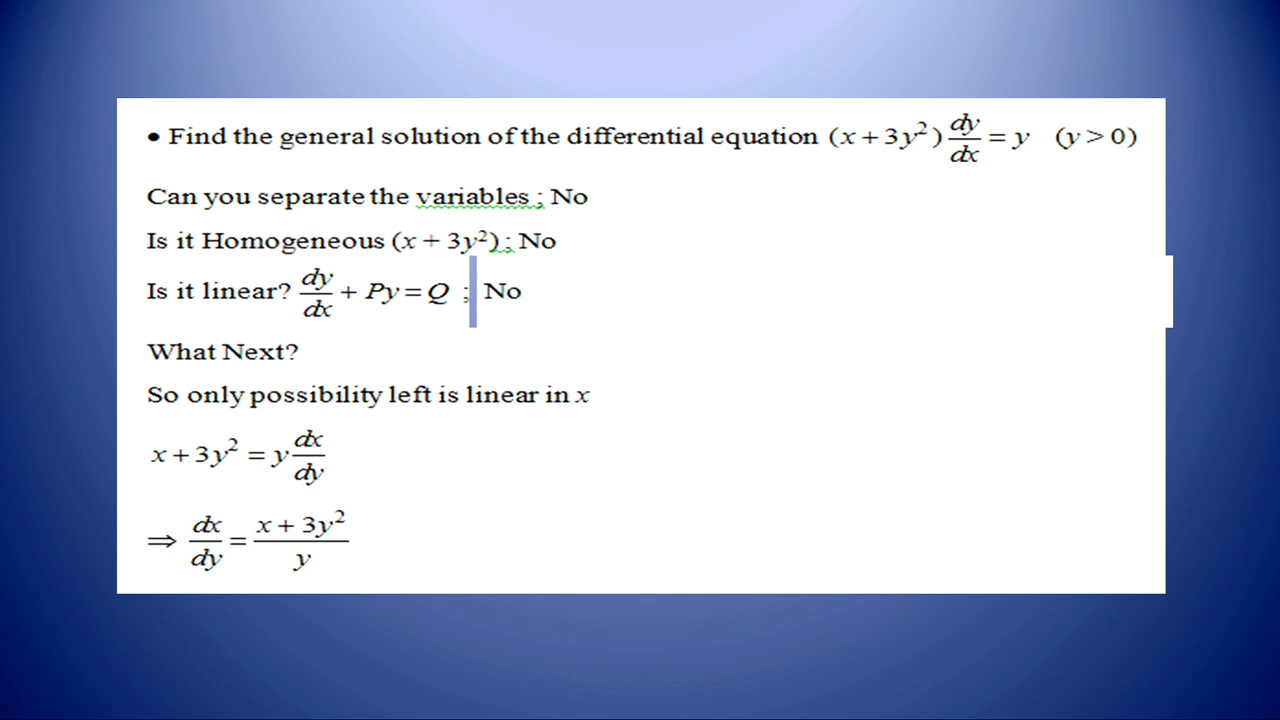 • Find the general solution of the differential equation (x + 3y²) dy/dx = y (y > 0)
Can you separate the variables ; No
Is it Homogeneous (x + 3y²) ; No
Is it linear? dy/dx + Py = Q ; No
What Next?
So only possibility left is linear in x
x + 3y² = y dx/dy
⇒ dx/dy = (x + 3y²)/y